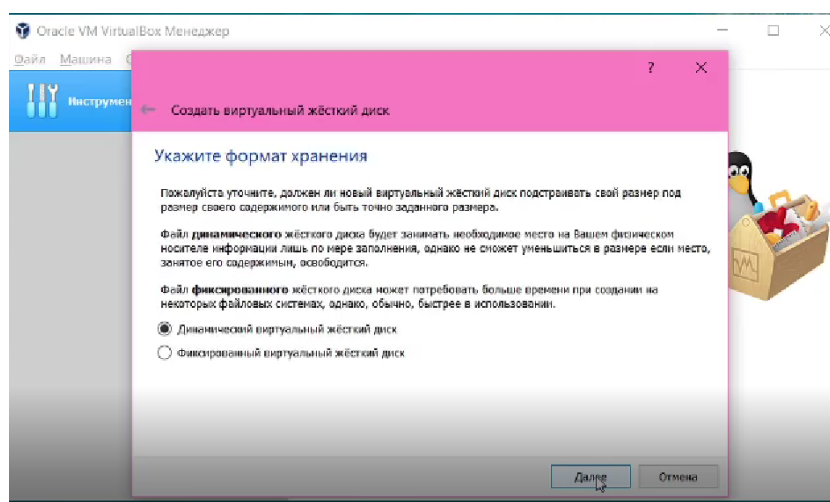 Oracle VM VirtualBox Менеджер
Файл Машина
Инструмен
Создать виртуальный жёсткий диск
Укажите формат хранения
Пожалуйста уточните, должен ли новый виртуальный жёсткий диск подстраивать свой размер под
размер своего содержимого или быть точно заданного размера.
Файл динамического жёсткого диска будет занимать необходимое место на Вашем физическом
носителе информации лишь по мере заполнения, однако не сможет уменьшиться в размере если место,
занятое его содержимым, освободится.
Файл фиксированного жёсткого диска может потребовать больше времени при создании на
некоторых файловых системах, однако, обычно, быстрее в использовании.
Динамический виртуальный жёсткий диск
Фиксированный виртуальный жёсткий диск
Далее Отмена